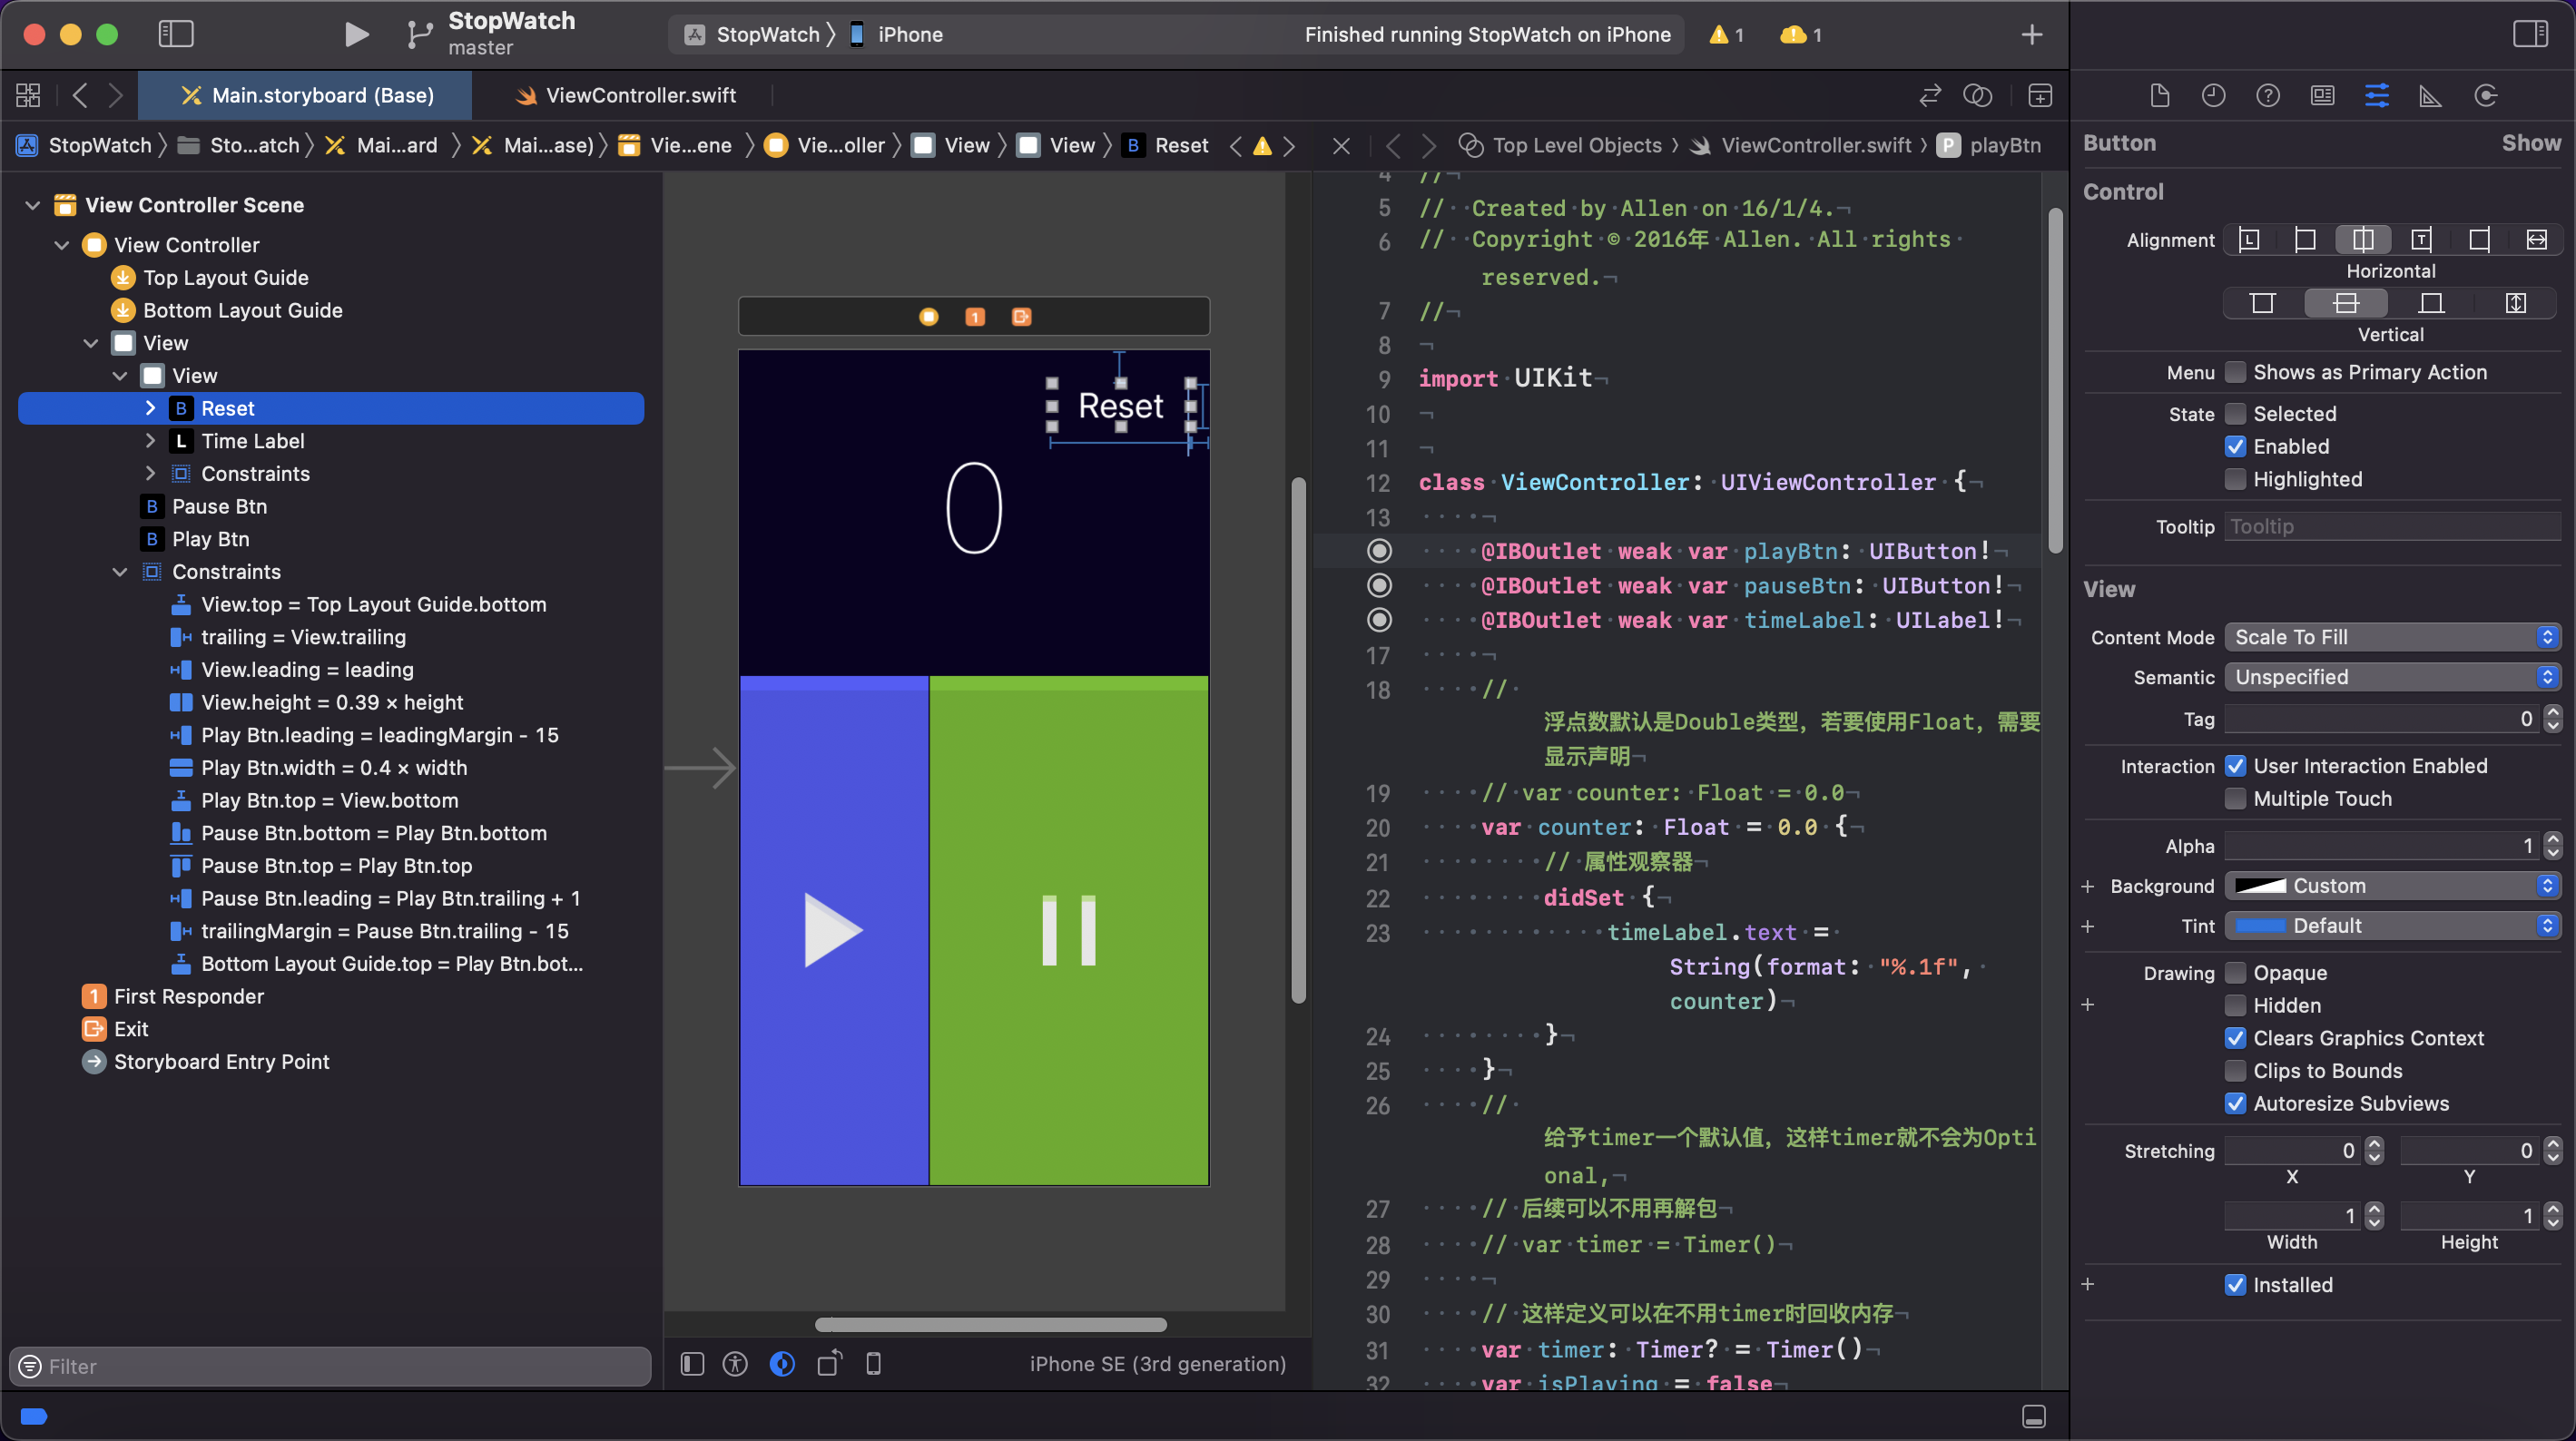 StopWatch
master
StopWatch
iPhone
Finished running StopWatch on iPhone
1
1
Main.storyboard (Base)
ViewController.swift
StopWatch
Sto...atch
Mai...ard
Mai...ase)
Vie...ene
Vie...oller
View
View
B
Reset
Top Level Objects
ViewController.swift
P
playBtn
View Controller Scene
View Controller
Top Layout Guide
Bottom Layout Guide
View
View
B Reset
L Time Label
Constraints
B Pause Btn
B Play Btn
Constraints
View.top = Top Layout Guide.bottom
trailing = View.trailing
View.leading = leading
View.height = 0.39 × height
Play Btn.leading = leadingMargin - 15
Play Btn.width = 0.4 × width
Play Btn.top = View.bottom
Pause Btn.bottom = Play Btn.bottom
Pause Btn.top = Play Btn.top
Pause Btn.leading = Play Btn.trailing + 1
trailingMargin = Pause Btn.trailing - 15
Bottom Layout Guide.top = Play Btn.bot...
1 First Responder
Exit
Storyboard Entry Point
Filter
1
Reset
0
iPhone SE (3rd generation)
4 //
5 // Created by Allen on 16/1/4.
6 // Copyright © 2016年 Allen. All rights
reserved.
7 //
8
9 import UIKit
10
11
12 class ViewController: UIViewController {
13
@IBOutlet weak var playBtn: UIButton!
@IBOutlet weak var pauseBtn: UIButton!
@IBOutlet weak var timeLabel: UILabel!
17
18 //
浮点数默认是Double类型，若要使用Float，需要
显示声明
19 // var counter: Float = 0.0
20 var counter: Float = 0.0 {
21 // 属性观察器
22 didSet {
23 timeLabel.text =
String(format: "%.1f",
counter)
24 }
25 }
26 //
给予timer一个默认值，这样timer就不会为Opti
onal,
27 // 后续可以不用再解包
28 // var timer = Timer()
29
30 // 这样定义可以在不用timer时回收内存
31 var timer: Timer? = Timer()
32 var isPlaying = false
Button
Show
Control
Alignment
L
T
Horizontal
Vertical
Menu
Shows as Primary Action
State
Selected
Enabled
Highlighted
Tooltip
Tooltip
View
Content Mode
Scale To Fill
Semantic
Unspecified
Tag
0
Interaction
User Interaction Enabled
Multiple Touch
Alpha
1
Background
Custom
Tint
Default
Drawing
Opaque
Hidden
Clears Graphics Context
Clips to Bounds
Autoresize Subviews
Stretching
0
0
X
Y
1
1
Width
Height
Installed